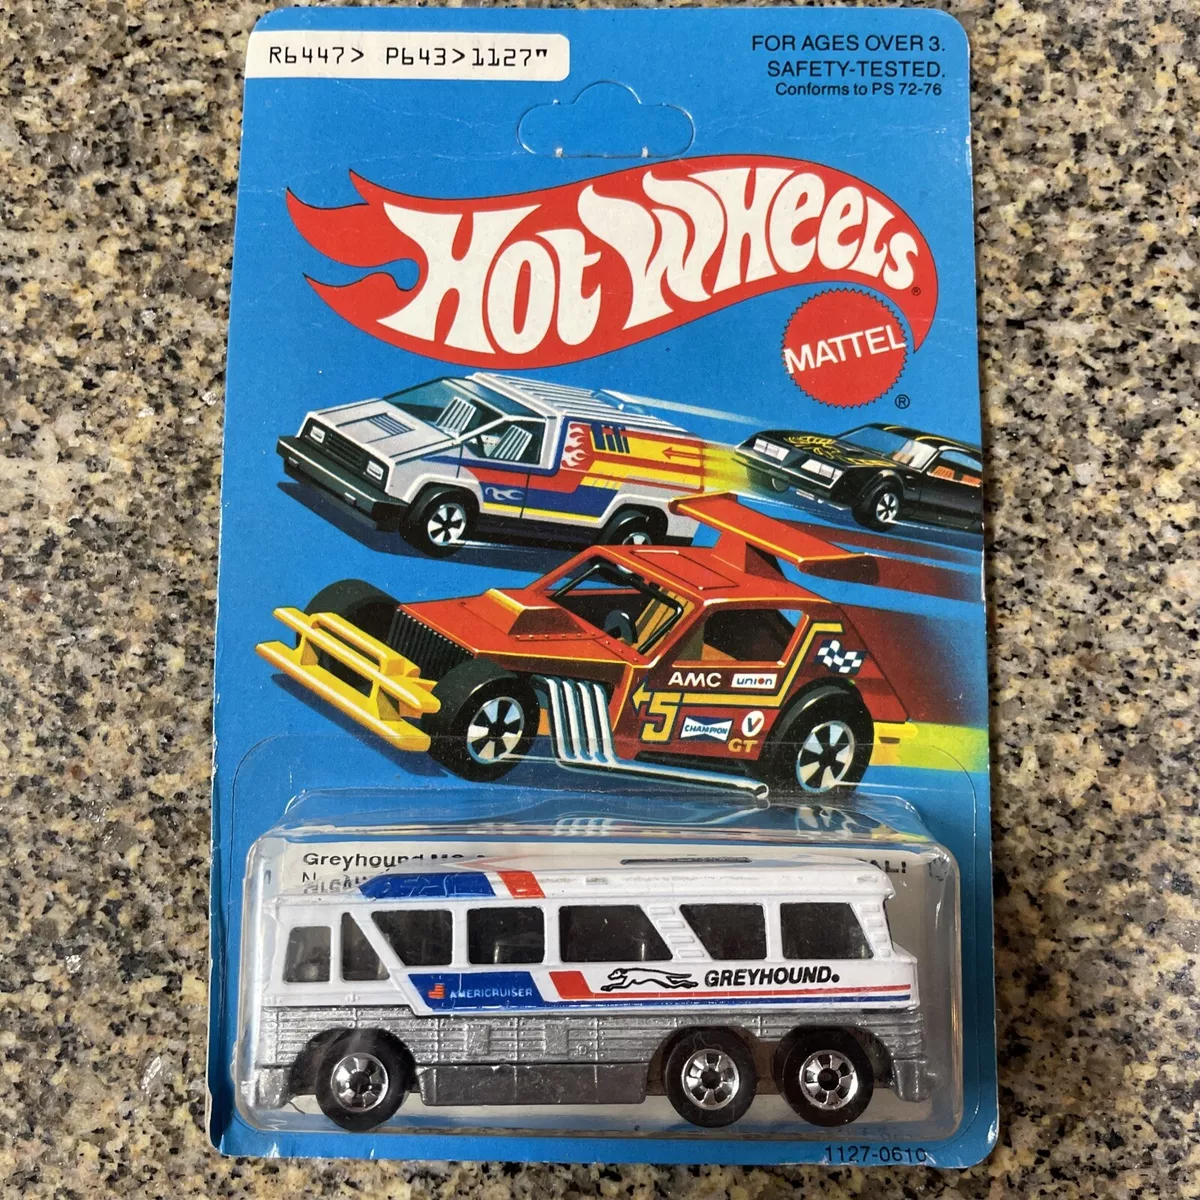 R6447> P643>1127"
FOR AGES OVER 3.
SAFETY-TESTED.
Conforms to PS 72-76
HOT WHEELS®
MATTEL
®
AMC union
5 CHAMPION V
GT
Greyhound
AMERICRUISER GREYHOUND®
1127-0610